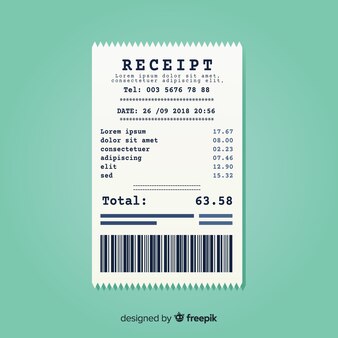 RECEIPT
Lorem ipsum dolor sit amet,
consectetuer adipiscing elit.
Tel: 003 5676 78 88
DATE: 26 /09 2018 20:56
Lorem ipsum 17.67
dolor sit amet 08.00
consectetuer 02.23
adipiscing 07.46
elit 12.90
sed 15.32
Total: 63.58
designed by freepik